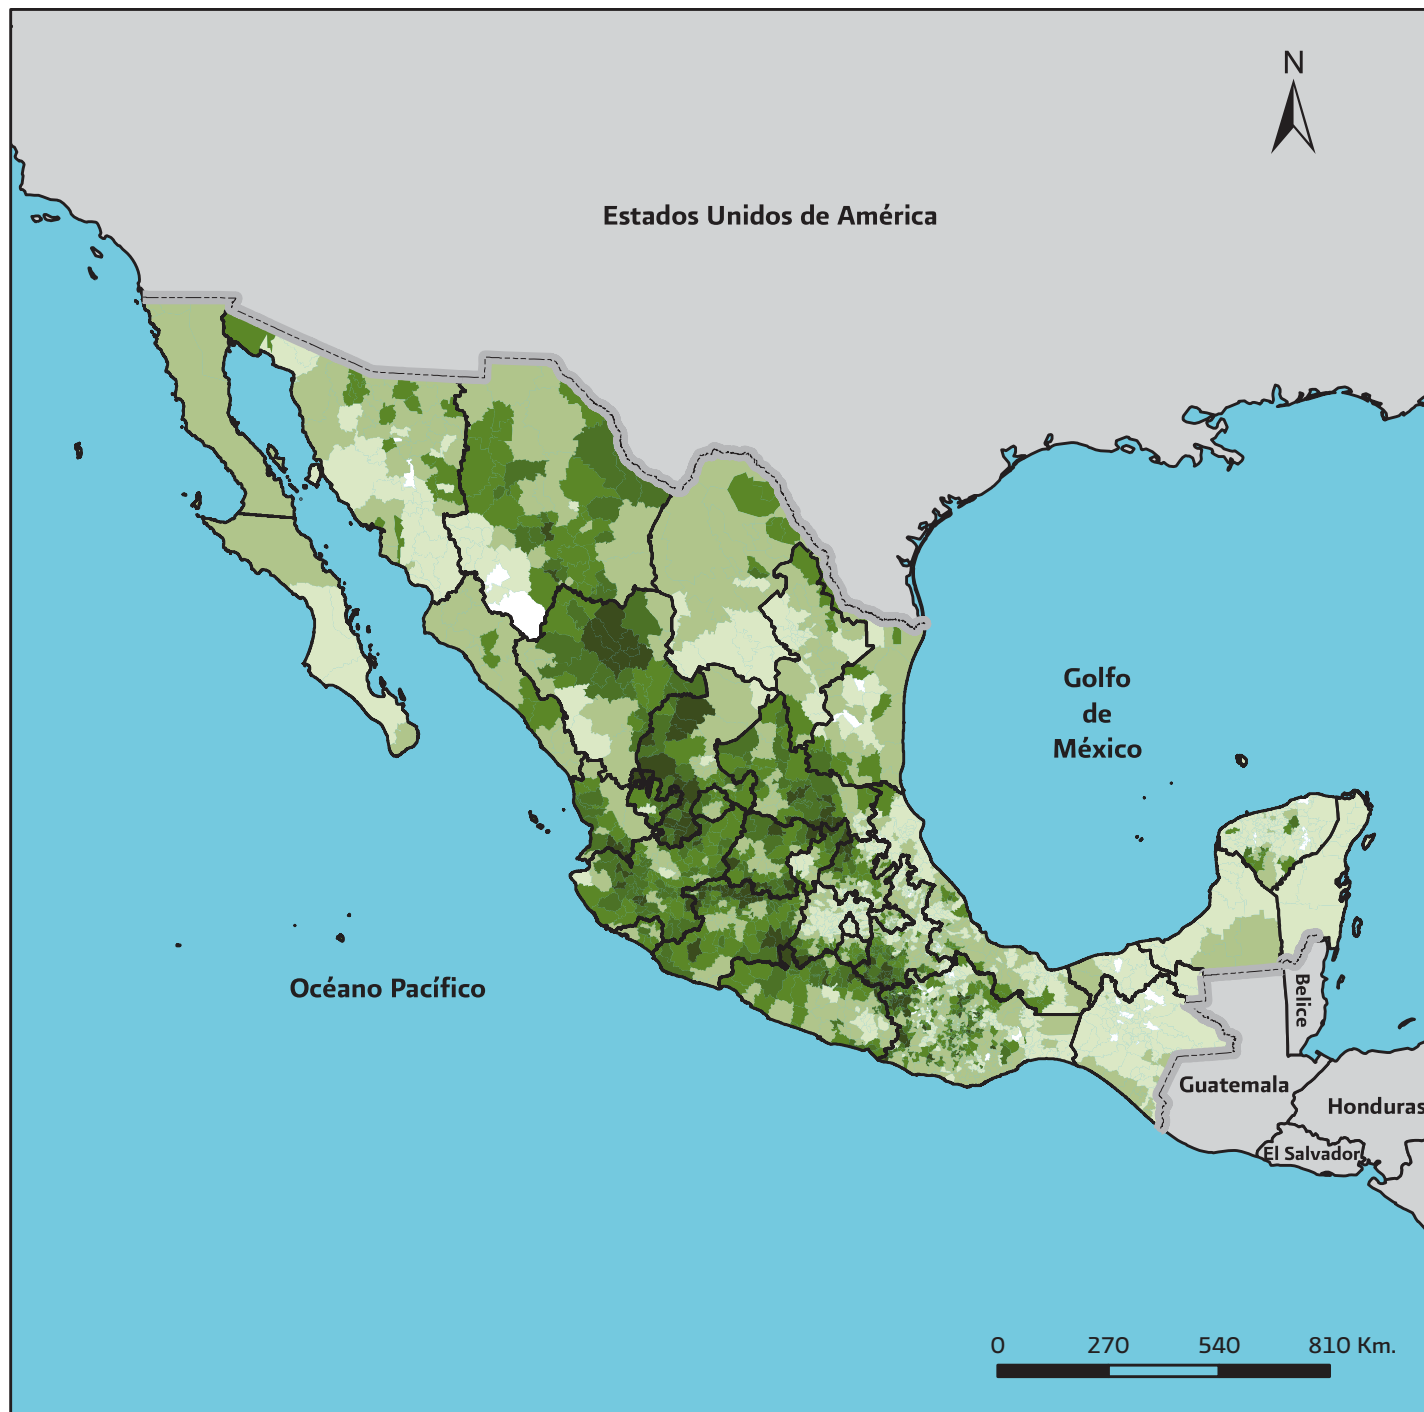 N
Estados Unidos de América
Golfo
de
México
Océano Pacífico
Belice
Guatemala
Honduras
El Salvador
0 270 540 810 Km.